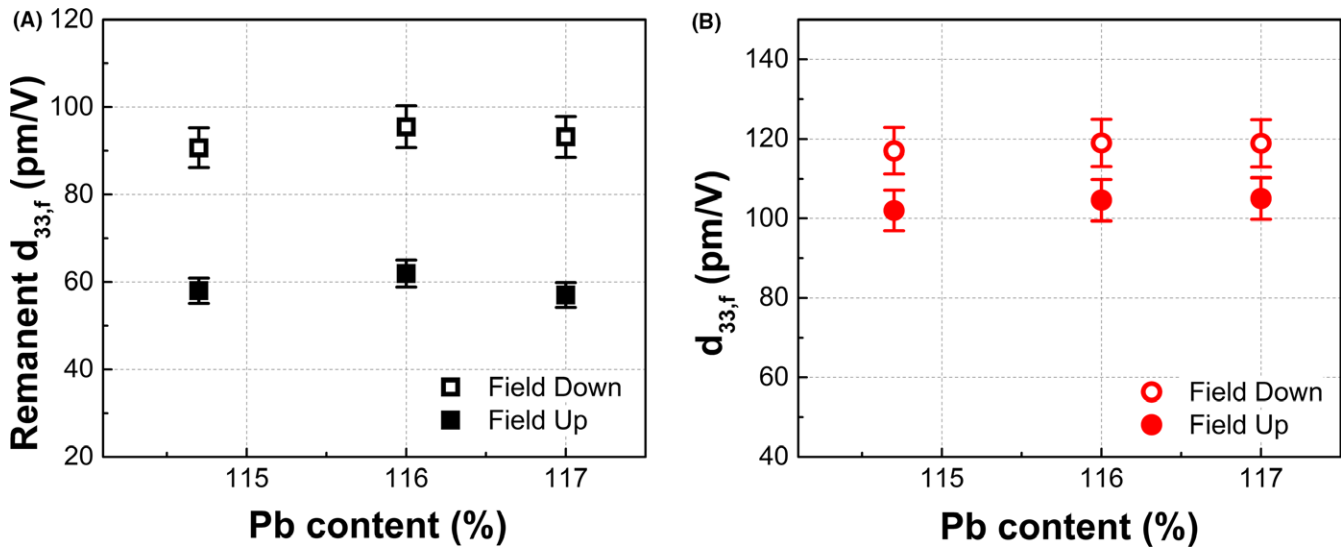 (A)
120
100
80
60
40
20
Remanent d33,f (pm/V)
Field Down
Field Up
115
116
117
Pb content (%)
(B)
140
120
100
80
60
40
d33,f (pm/V)
Field Down
Field Up
115
116
117
Pb content (%)